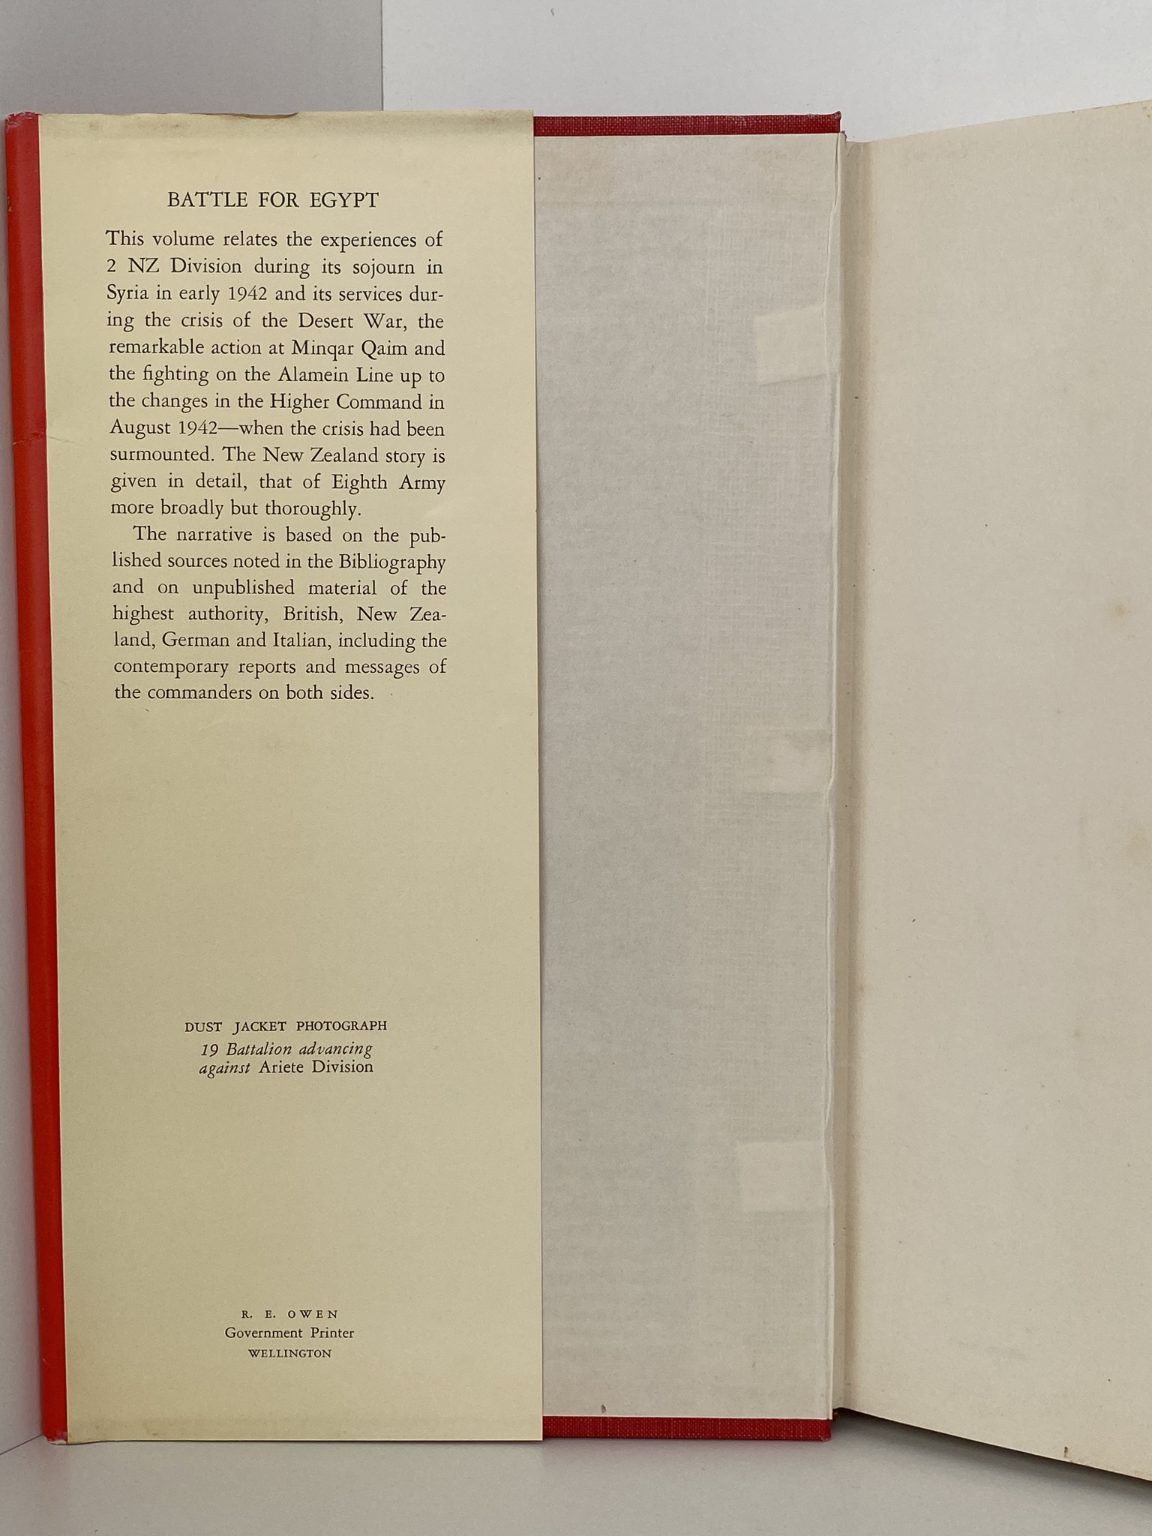 BATTLE FOR EGYPT
This volume relates the experiences of
2 NZ Division during its sojourn in
Syria in early 1942 and its services dur-
ing the crisis of the Desert War, the
remarkable action at Minqar Qaim and
the fighting on the Alamein Line up to
the changes in the Higher Command in
August 1942—when the crisis had been
surmounted. The New Zealand story is
given in detail, that of Eighth Army
more broadly but thoroughly.
The narrative is based on the pub-
lished sources noted in the Bibliography
and on unpublished material of the
highest authority, British, New Zea-
land, German and Italian, including the
contemporary reports and messages of
the commanders on both sides.
DUST JACKET PHOTOGRAPH
19 Battalion advancing
against Ariete Division
R. E. OWEN
Government Printer
WELLINGTON